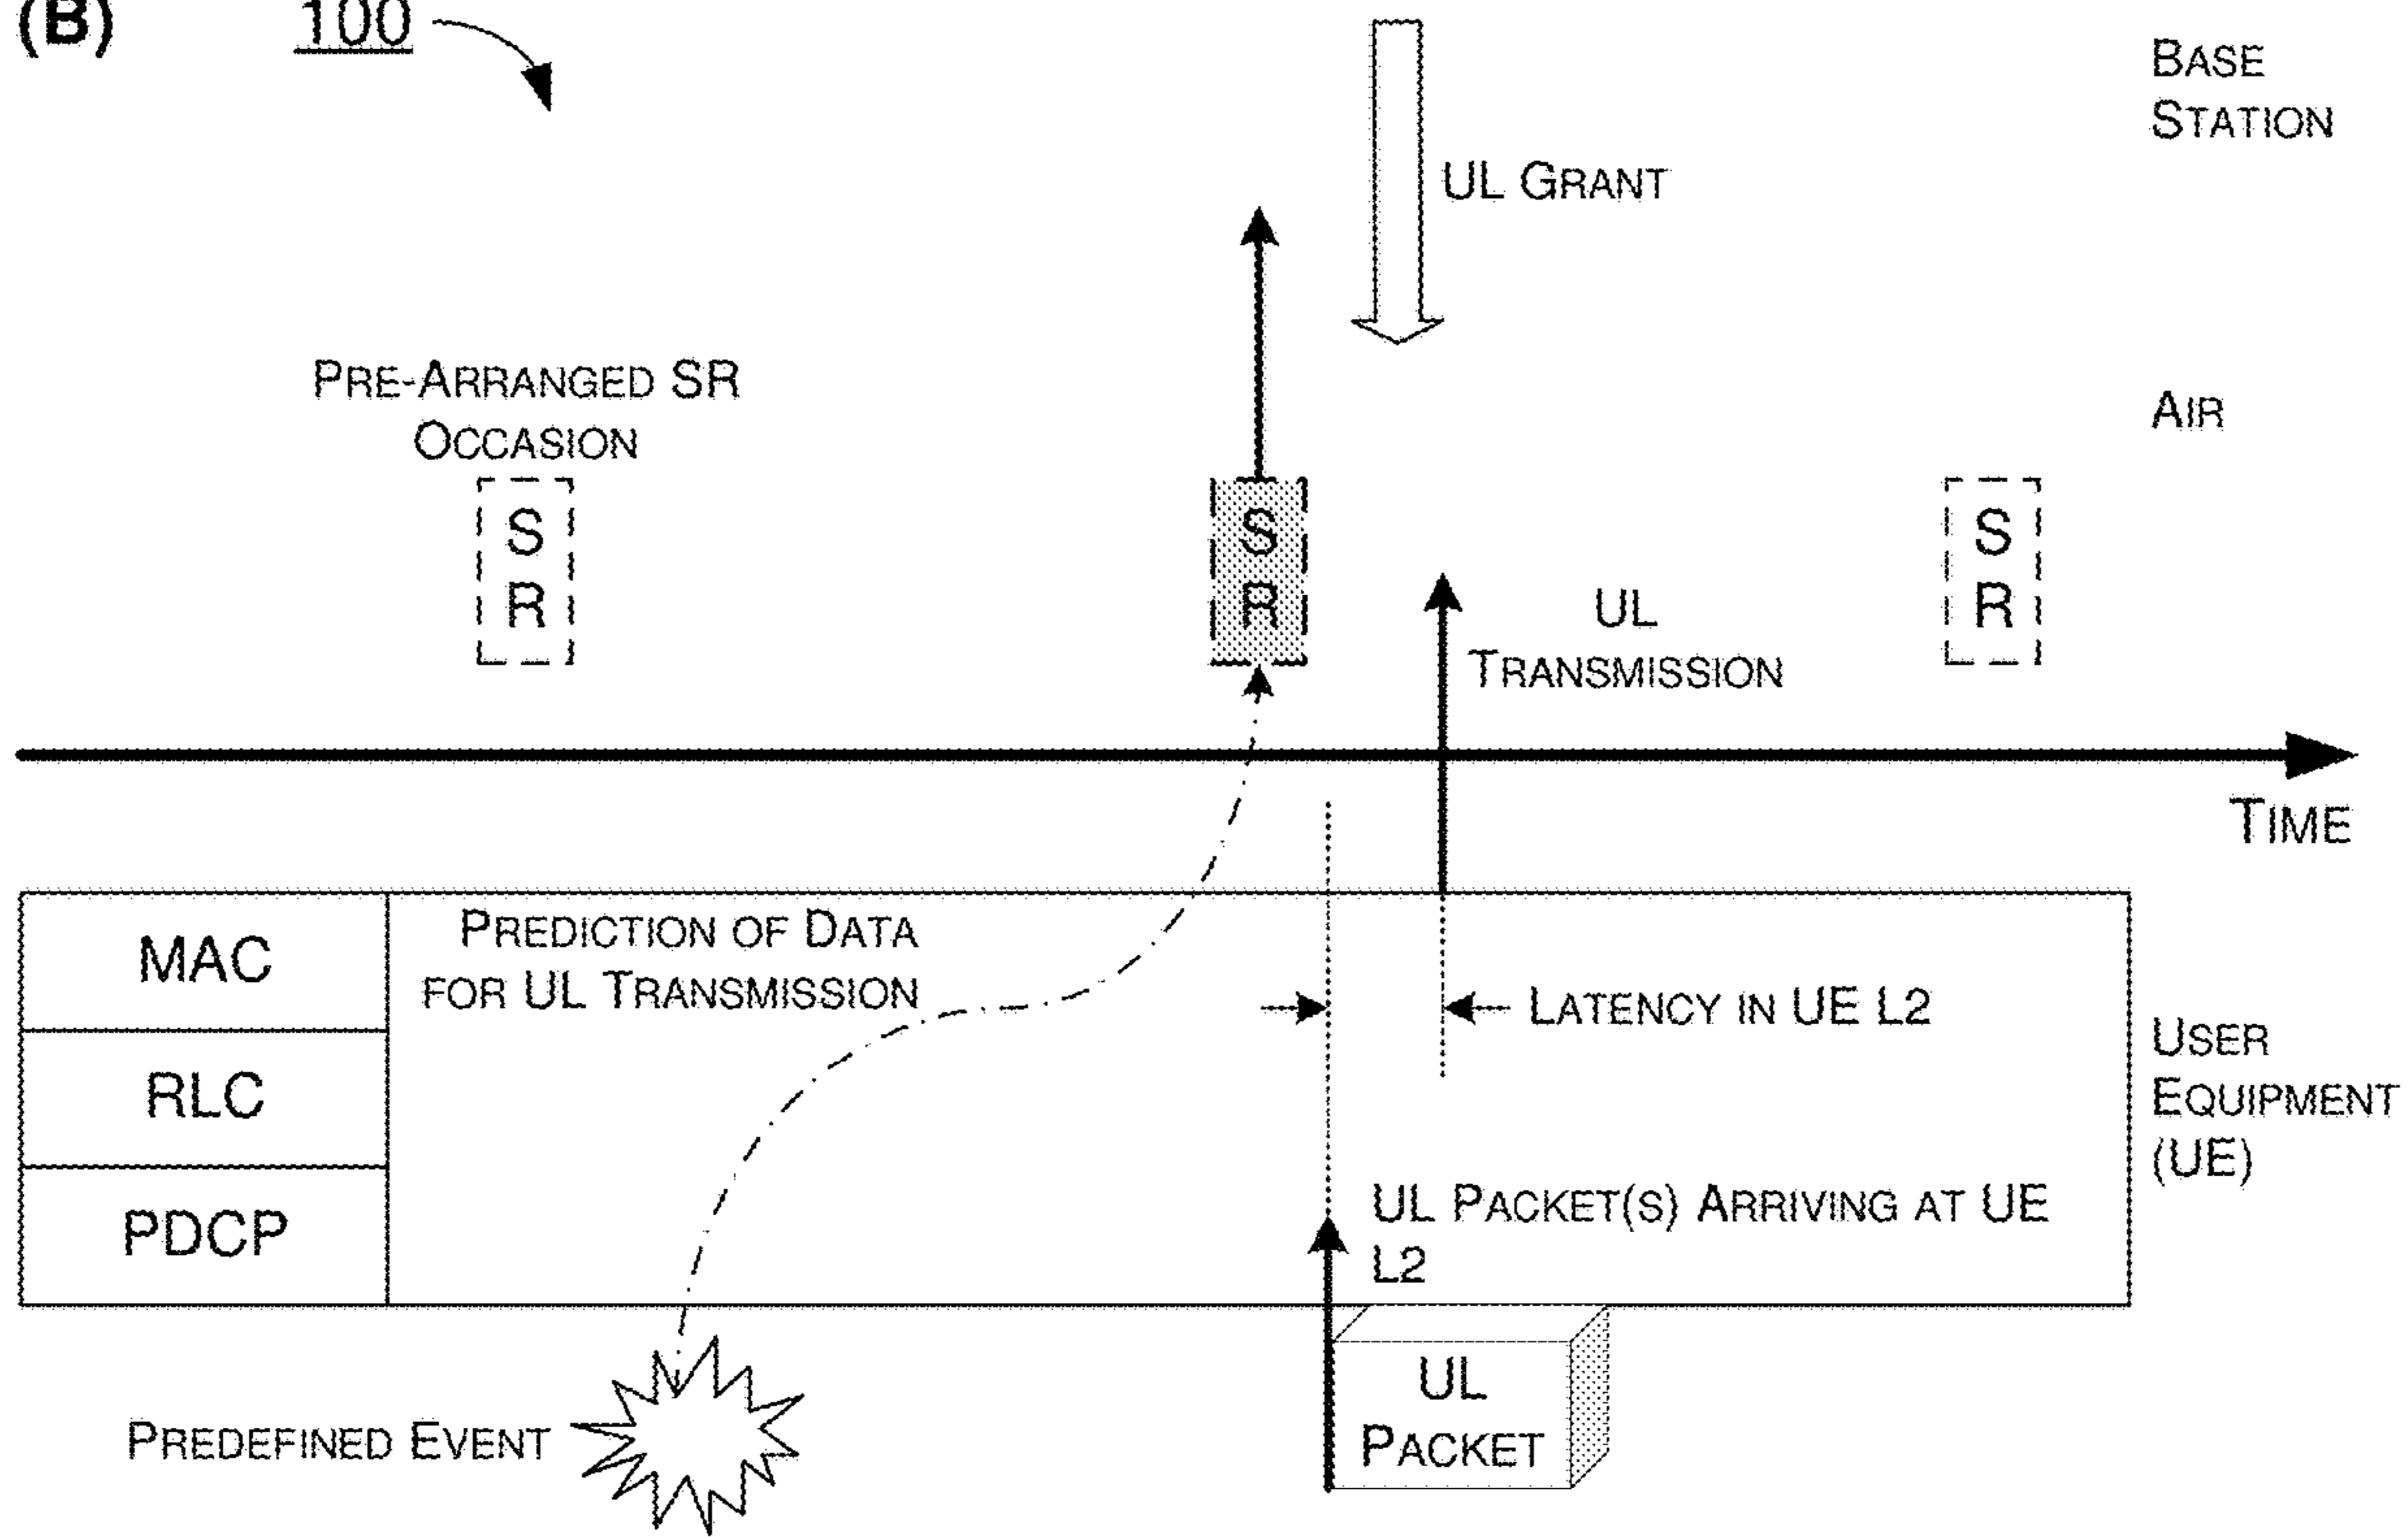 (B)
100
BASE
STATION
UL GRANT
PRE-ARRANGED SR
OCCASION
AIR
S
R
S
R
S
R
UL
TRANSMISSION
TIME
MAC
RLC
PDCP
PREDICTION OF DATA
FOR UL TRANSMISSION
LATENCY IN UE L2
USER
EQUIPMENT
(UE)
UL PACKET(S) ARRIVING AT UE
L2
PREDEFINED EVENT
UL
PACKET